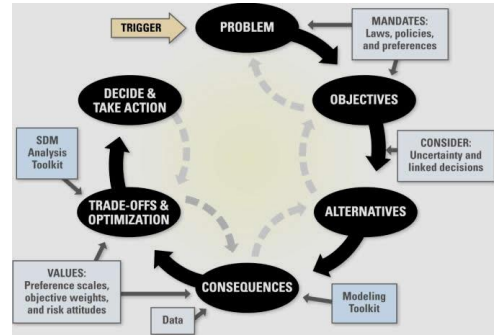 TRIGGER
PROBLEM
MANDATES:
Laws, policies,
and preferences
DECIDE &
TAKE ACTION
OBJECTIVES
SDM
Analysis
Toolkit
CONSIDER:
Uncertainty and
linked decisions
TRADE-OFFS &
OPTIMIZATION
ALTERNATIVES
VALUES:
Preference scales,
objective weights,
and risk attitudes
CONSEQUENCES
Data
Modeling
Toolkit